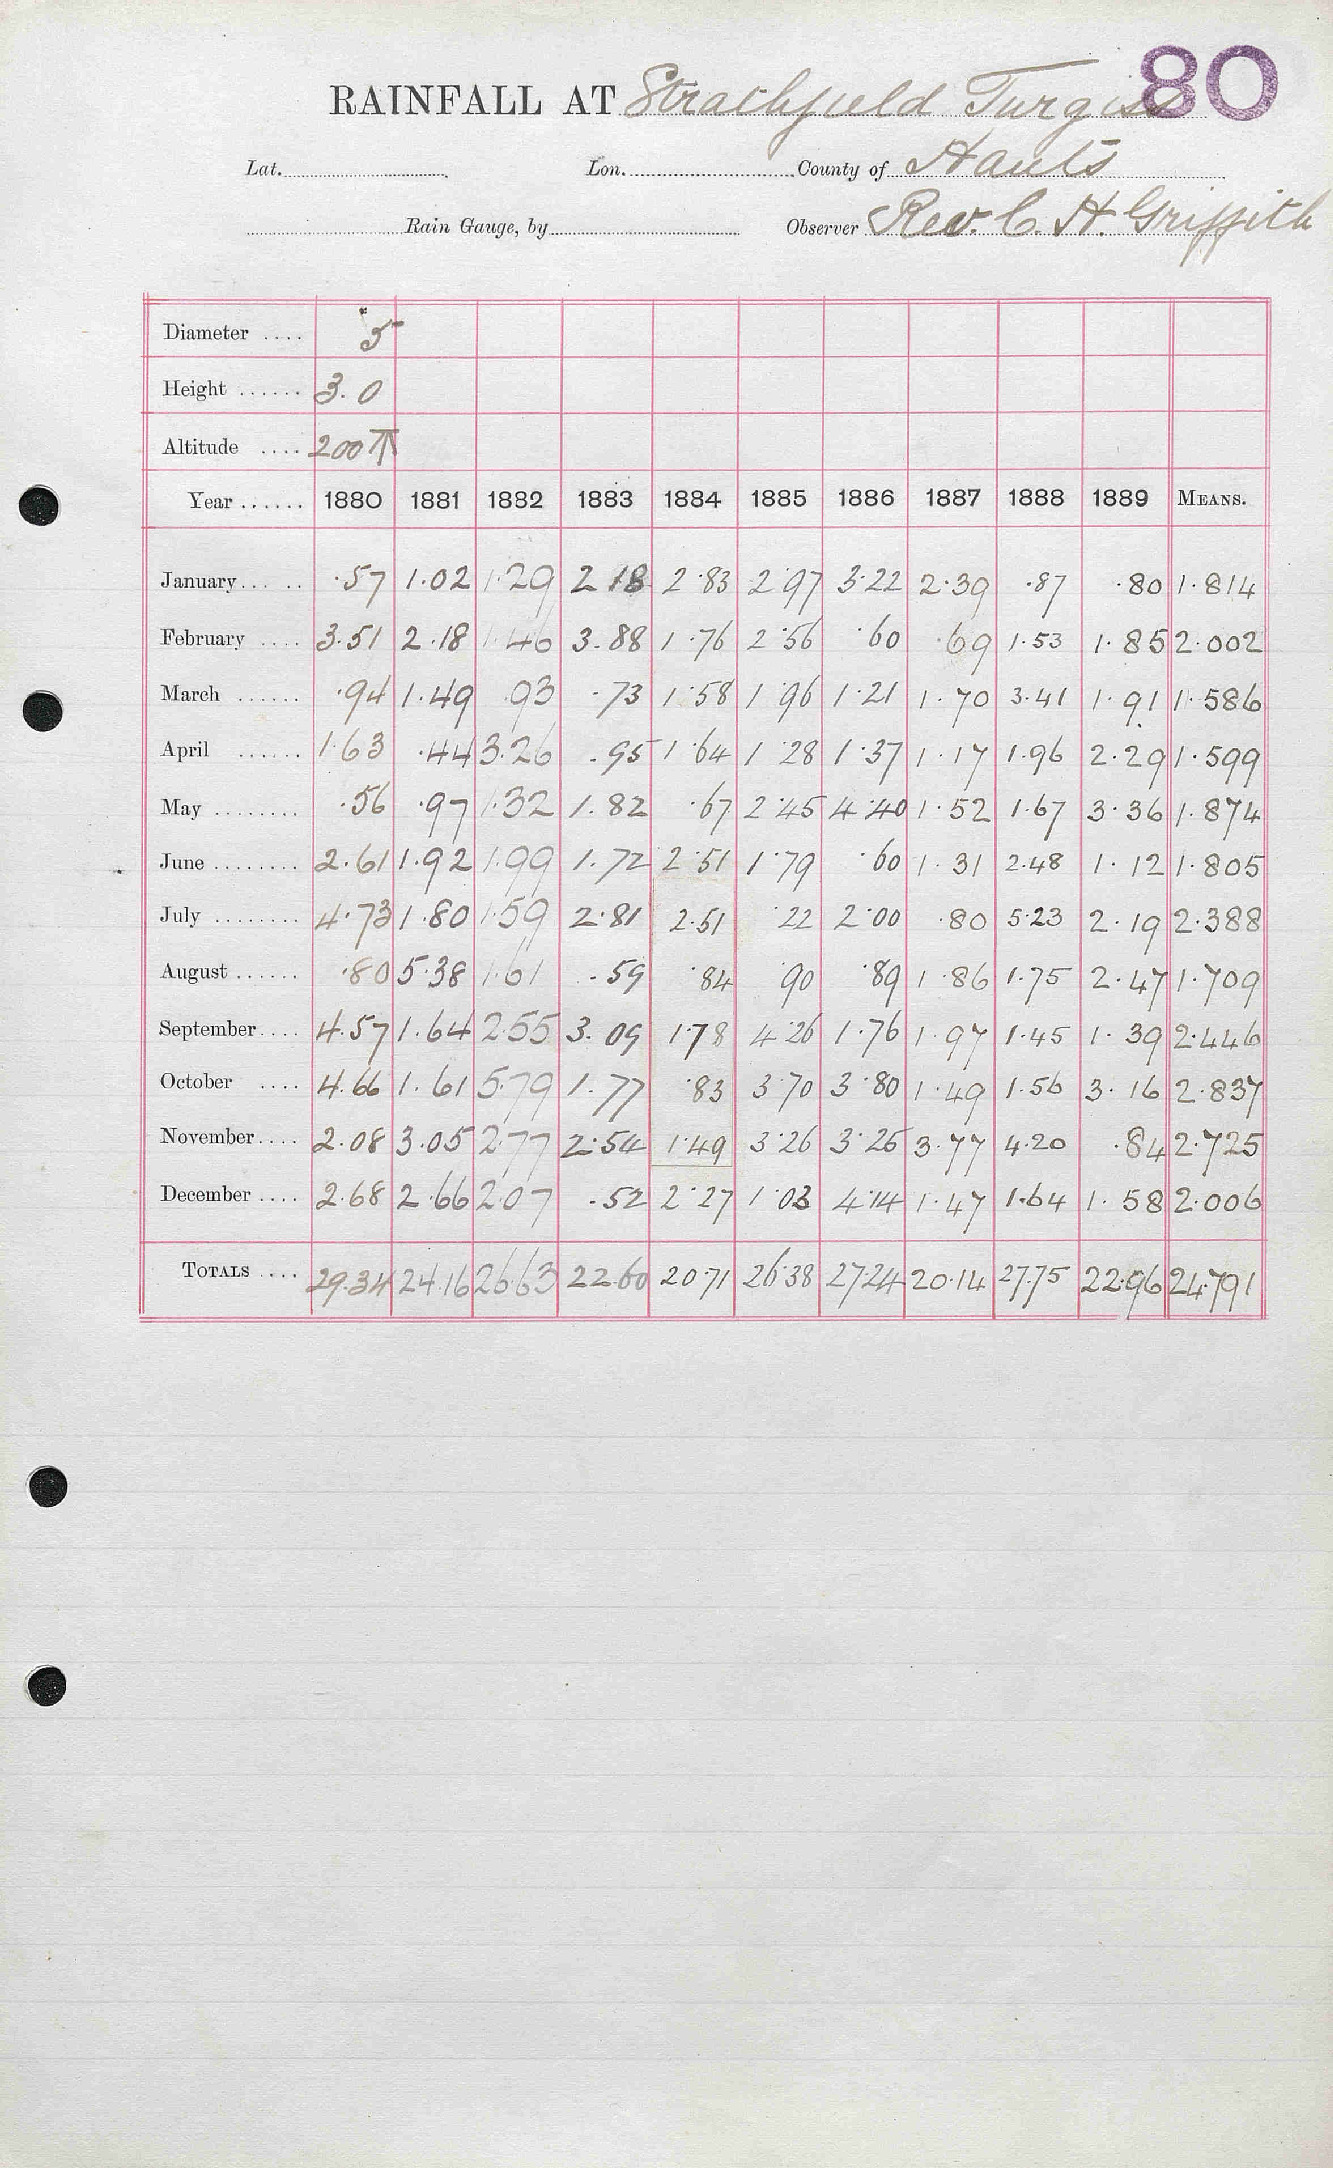 80
RAINFALL AT Strathfield Turgiss
Lat. Lon. County of Hants
Rain Gauge, by Observer Rev. C. H. Griffith
Diameter .... 5
Height ...... 3.0
Altitude .... 200
Year ...... 1880 1881 1882 1883 1884 1885 1886 1887 1888 1889 MEANS.
January... .. .57 1.02 1.29 2.18 2.83 2.97 3.22 2.39 .87 .80 1.814
February .... 3.51 2.18 1.46 3.88 1.76 2.56 .60 .69 1.53 1.85 2.002
March ...... .94 1.49 .93 .73 1.58 1.96 1.21 1.70 3.41 1.91 1.586
April ...... 1.63 .44 3.26 .95 1.64 1.28 1.37 1.17 1.96 2.29 1.599
May ........ .56 .97 1.32 1.82 .67 2.45 4.40 1.52 1.67 3.36 1.874
June ........ 2.61 1.92 1.99 1.72 2.51 1.79 .60 1.31 2.48 1.12 1.805
July ........ 4.73 1.80 1.59 2.81 2.51 .22 2.00 .80 5.23 2.19 2.388
August ...... .80 5.38 1.61 .59 .84 .90 .89 1.86 1.75 2.47 1.709
September.... 4.57 1.64 2.55 3.09 1.78 4.26 1.76 1.97 1.45 1.39 2.446
October .... 4.66 1.61 5.79 1.77 .83 3.70 3.80 1.49 1.56 3.16 2.837
November.... 2.08 3.05 2.77 2.54 1.49 3.26 3.25 3.77 4.20 .84 2.725
December .... 2.68 2.66 2.07 .52 2.27 1.03 4.14 1.47 1.64 1.58 2.006
TOTALS .... 29.34 24.16 26.63 22.60 20.71 26.38 27.24 20.14 27.75 22.96 24.791